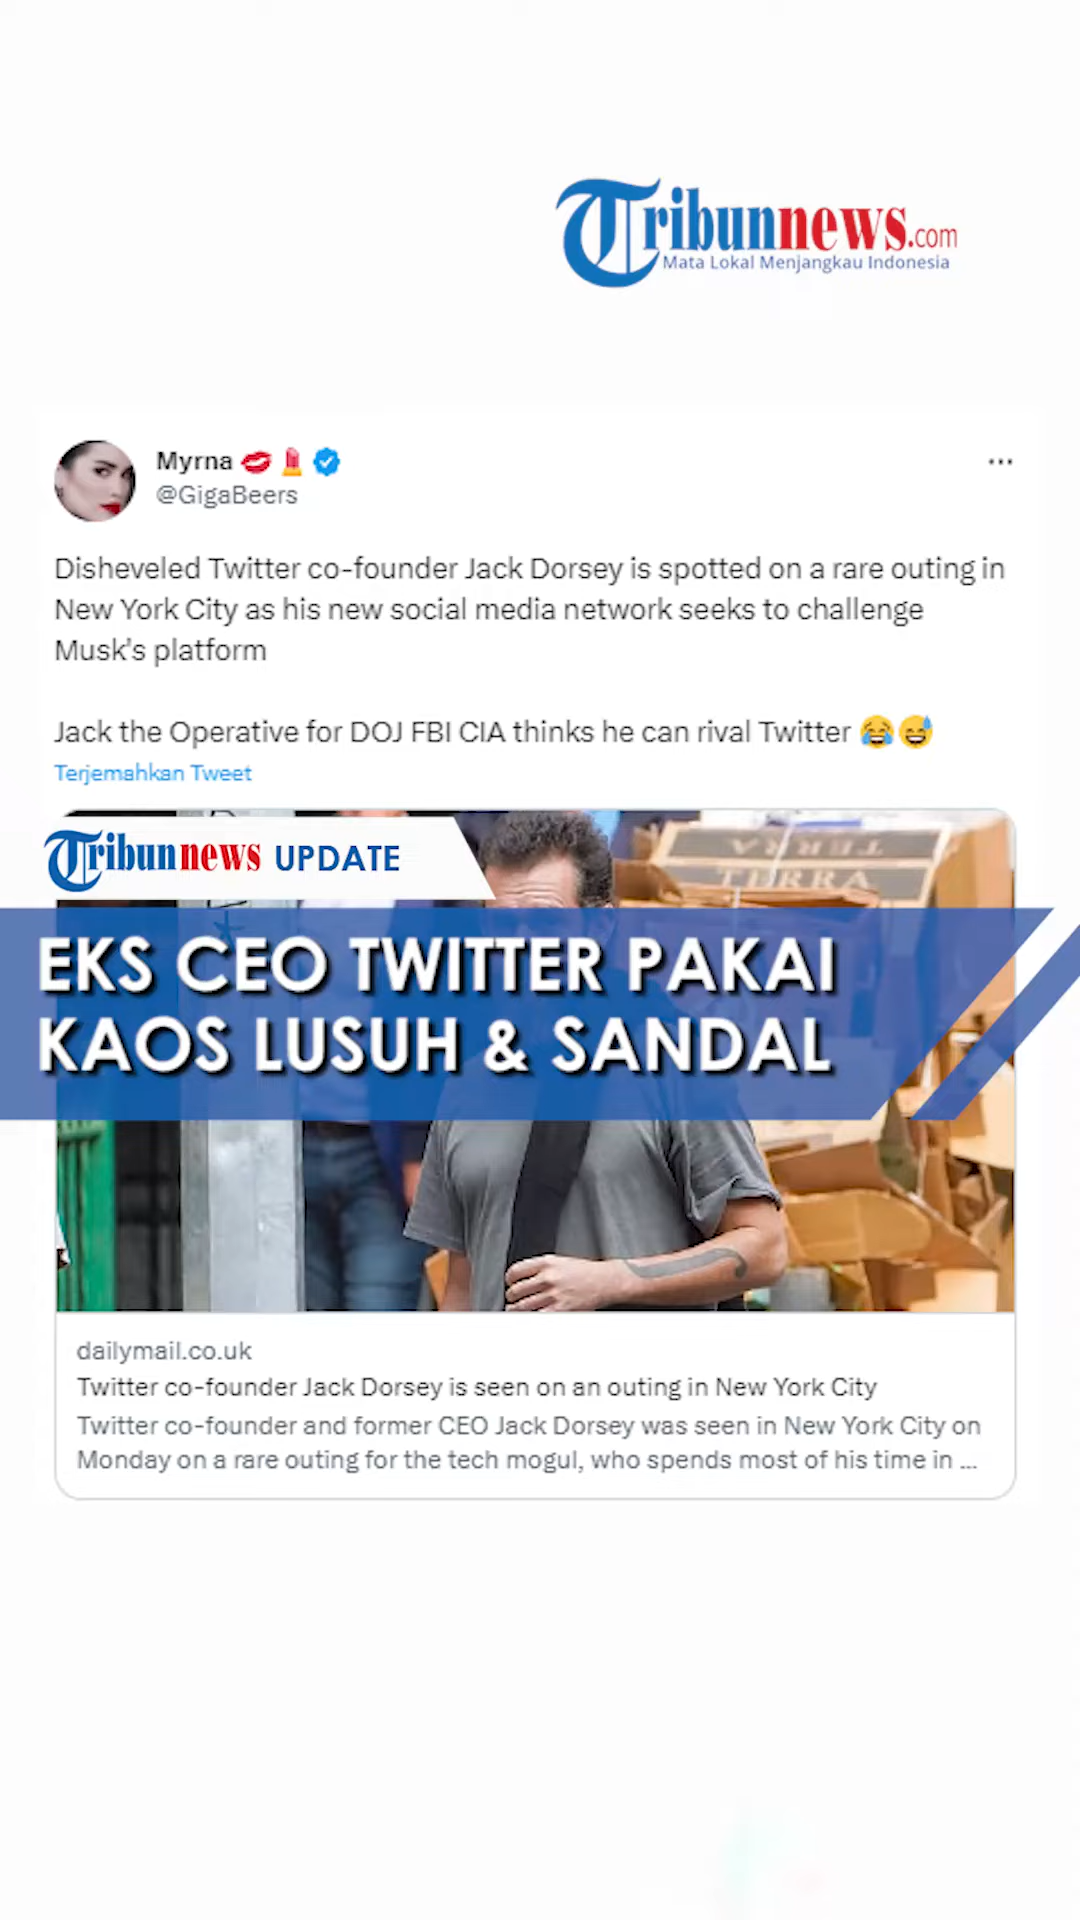 Tribunnews.com
Mata Lokal Menjangkau Indonesia
Myrna
@GigaBeers
Disheveled Twitter co-founder Jack Dorsey is spotted on a rare outing in
New York City as his new social media network seeks to challenge
Musk's platform
Jack the Operative for DOJ FBI CIA thinks he can rival Twitter 😂😅
Terjemahkan Tweet
TERRA
TERRA
Tribunnews UPDATE
EKS CEO TWITTER PAKAI
KAOS LUSUH & SANDAL
dailymail.co.uk
Twitter co-founder Jack Dorsey is seen on an outing in New York City
Twitter co-founder and former CEO Jack Dorsey was seen in New York City on
Monday on a rare outing for the tech mogul, who spends most of his time in ...